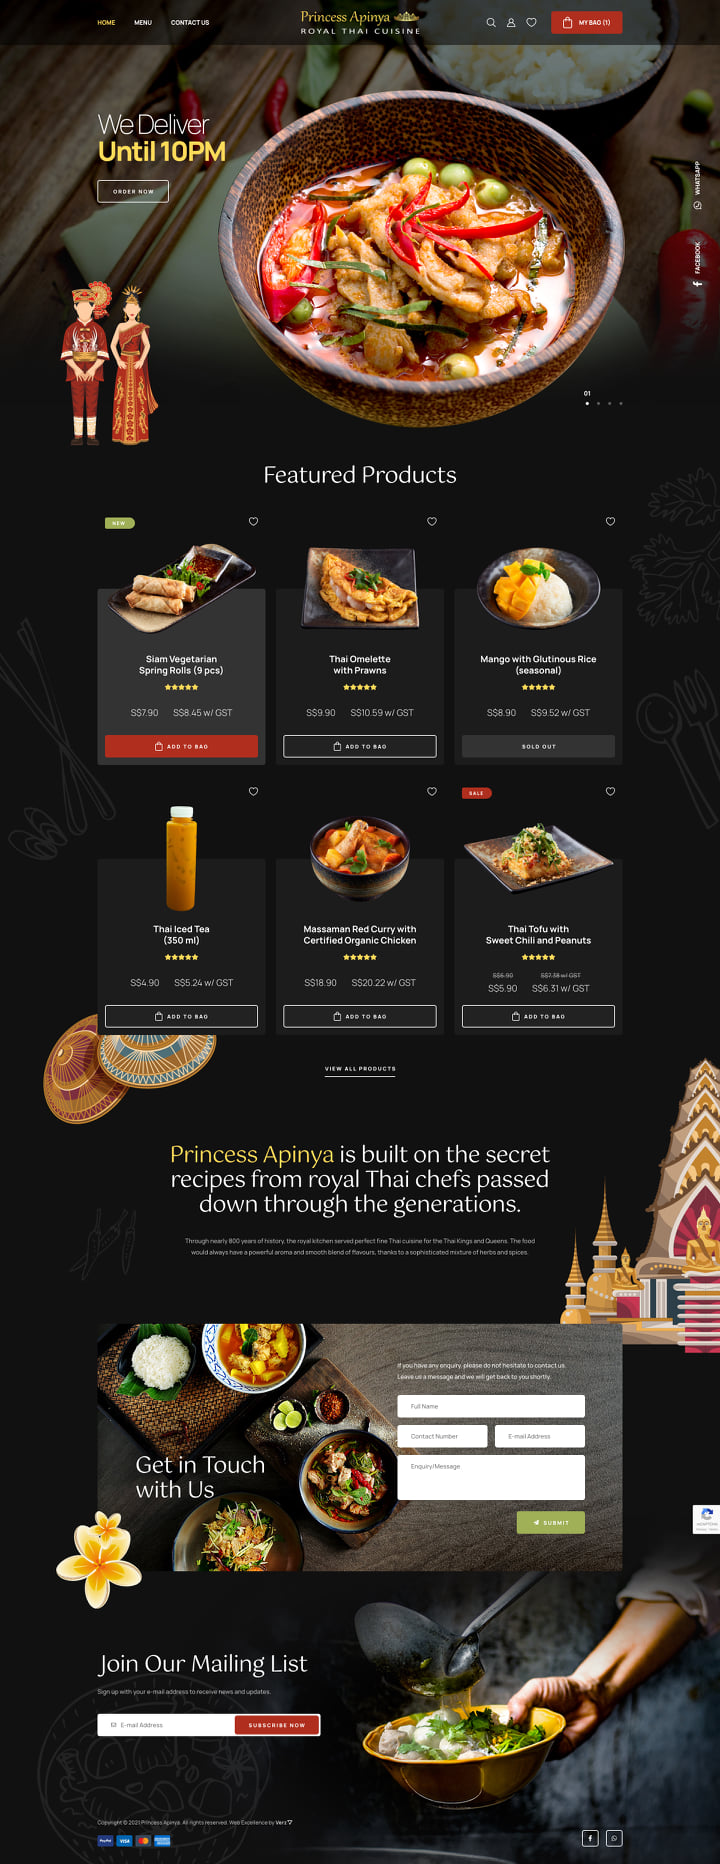 HOME
MENU
CONTACT US
Princess Apinya
ROYAL THAI CUISINE
MY BAG (1)
We Deliver
Until 10PM
ORDER NOW
WHATSAPP
FACEBOOK
01
Featured Products
NEW
Siam Vegetarian
Spring Rolls (9 pcs)
S$7.90 S$8.45 w/ GST
ADD TO BAG
Thai Omelette
with Prawns
S$9.90 S$10.59 w/ GST
ADD TO BAG
Mango with Glutinous Rice
(seasonal)
S$8.90 S$9.52 w/ GST
SOLD OUT
Thai Iced Tea
(350 ml)
S$4.90 S$5.24 w/ GST
ADD TO BAG
Massaman Red Curry with
Certified Organic Chicken
S$18.90 S$20.22 w/ GST
ADD TO BAG
SALE
Thai Tofu with
Sweet Chili and Peanuts
S$6.90 S$7.38 w/ GST
S$5.90 S$6.31 w/ GST
ADD TO BAG
VIEW ALL PRODUCTS
Princess Apinya is built on the secret
recipes from royal Thai chefs passed
down through the generations.
Through nearly 800 years of history, the royal kitchen served perfect fine Thai cuisine for the Thai Kings and Queens. The food
would always have a powerful aroma and smooth blend of flavours, thanks to a sophisticated mixture of herbs and spices.
Get in Touch
with Us
If you have any enquiry, please do not hesitate to contact us.
Leave us a message and we will get back to you shortly.
Full Name
Contact Number
E-mail Address
Enquiry/Message
SUBMIT
Join Our Mailing List
Sign up with your e-mail address to receive news and updates.
E-mail Address
SUBSCRIBE NOW
Copyright © 2021 Princess Apinya. All rights reserved. Web Excellence by Verz
PayPal
VISA